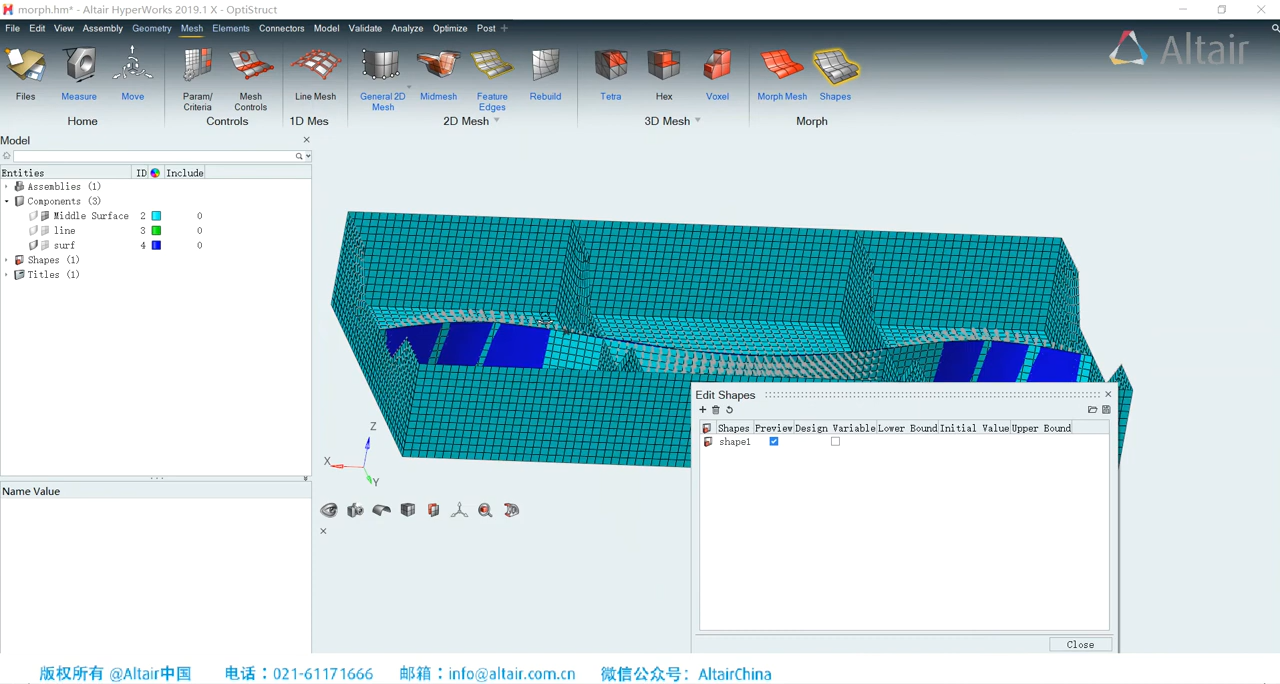 morph.hm* - Altair HyperWorks 2019.1 X - OptiStruct
File Edit View Assembly Geometry Mesh Elements Connectors Model Validate Analyze Optimize Post +
Altair
Files Measure Move Param/ Criteria Mesh Controls Line Mesh General 2D Mesh Midmesh Feature Edges Rebuild Tetra Hex Voxel Morph Mesh Shapes
Home Controls 1D Mes 2D Mesh 3D Mesh Morph
Model
Entities ID Include
Assemblies (1)
Components (3)
Middle Surface 2 0
line 3 0
surf 4 0
Shapes (1)
Titles (1)
Name Value
Z
X
Y
Edit Shapes
Shapes Preview Design Variable Lower Bound Initial Value Upper Bound
shape1
Close
版权所有 @Altair中国 电话：021-61171666 邮箱：info@altair.com.cn 微信公众号：AltairChina